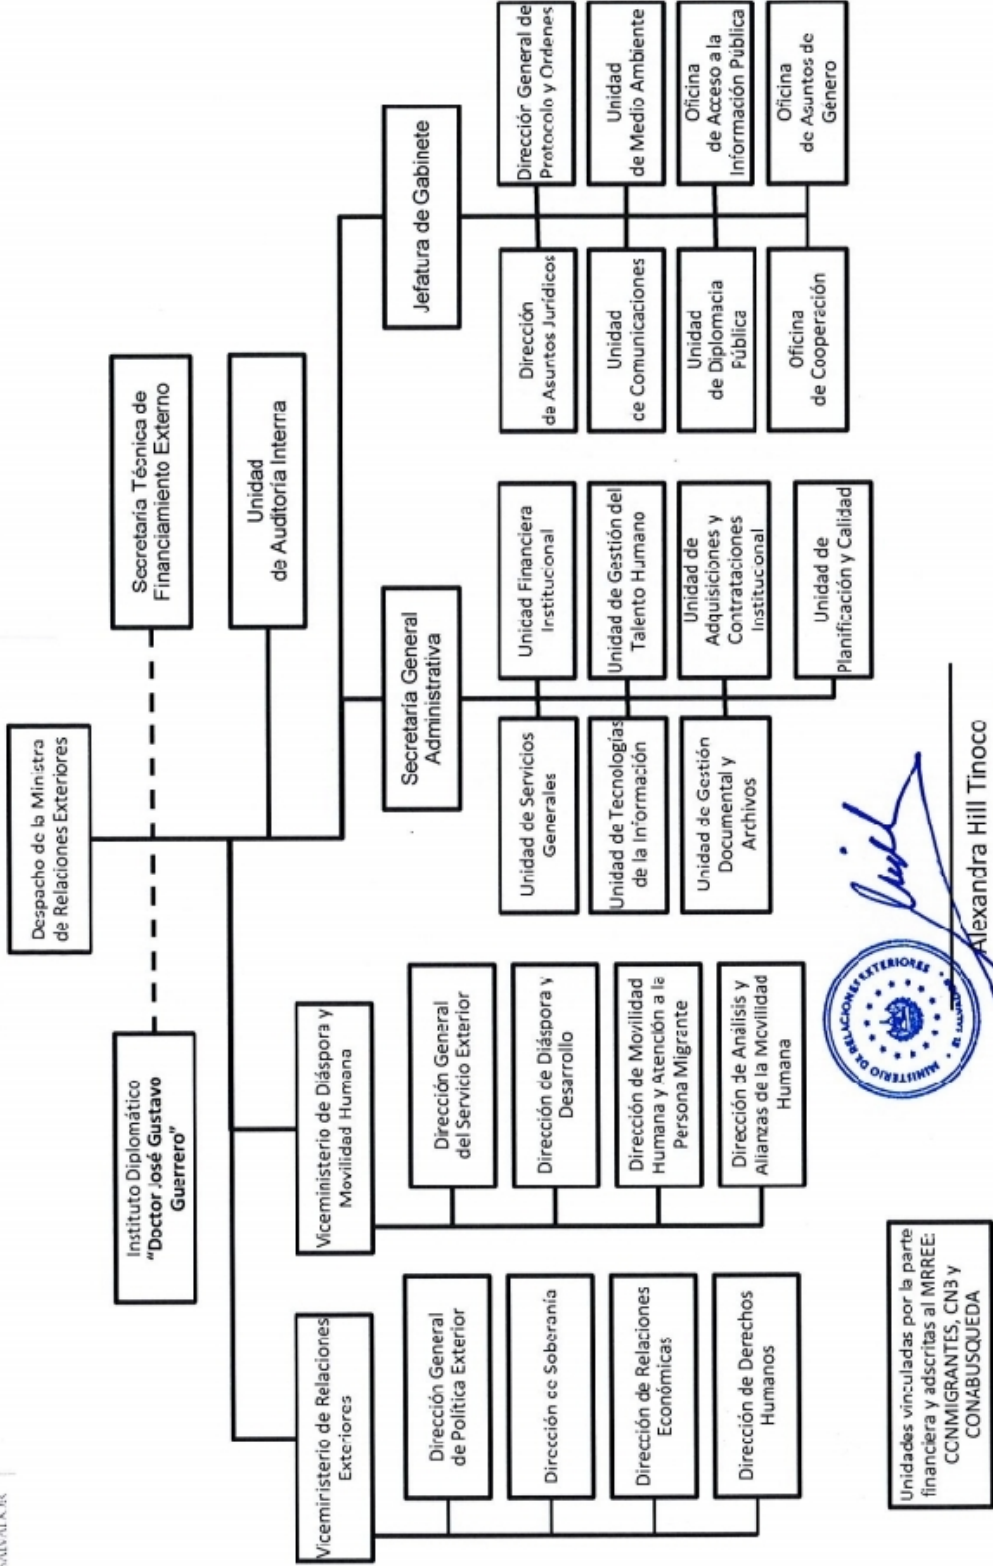 SALVADOR
Despacho de la Ministra
de Relaciones Exteriores
Instituto Diplomático
"Doctor José Gustavo
Guerrero"
Secretaria Técnica de
Financiamiento Externo
Unidad
de Auditoría Interna
Viceministerio de Relaciones
Exteriores
Dirección General
de Política Exterior
Dirección de Soberanía
Dirección de Relaciones
Económicas
Dirección de Derechos
Humanos
Viceministerio de Diáspora y
Movilidad Humana
Dirección General
del Servicio Exterior
Dirección de Diáspora y
Desarrollo
Dirección de Movilidad
Humana y Atención a la
Persona Migrante
Dirección de Análisis y
Alianzas de la Movilidad
Humana
Secretaría General
Administrativa
Unidad de Servicios
Generales
Unidad Financiera
Institucional
Unidad de Tecnologías
de la Información
Unidad de Gestión del
Talento Humano
Unidad de Gestión
Documental y
Archivos
Unidad de
Adquisiciones y
Contrataciones
Institucional
Unidad de
Planificación y Calidad
Jefatura de Gabinete
Dirección
de Asuntos Jurídicos
Dirección General de
Protocolo y Ordenes
Unidad
de Comunicaciones
Unidad
de Medio Ambiente
Unidad
de Diplomacia
Pública
Oficina
de Acceso a la
Información Pública
Oficina
de Cooperación
Oficina
de Asuntos de
Género
Unidades vinculadas por la parte
financiera y adscritas al MRREE:
CONMIGRANTES, CNB y
CONABUSQUEDA
MINISTERIO DE RELACIONES EXTERIORES
Alexandra Hill Tinoco